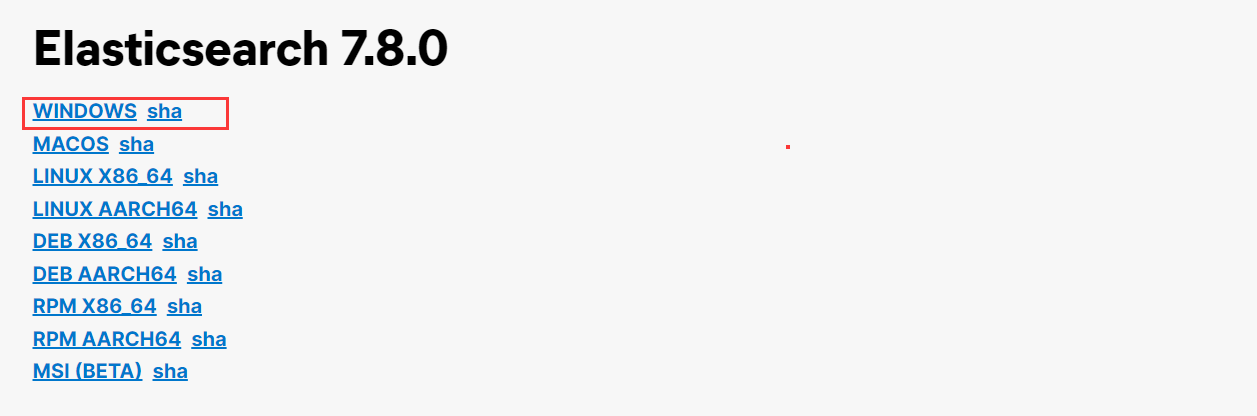 Elasticsearch 7.8.0
WINDOWS sha
MACOS sha
LINUX X86_64 sha
LINUX AARCH64 sha
DEB X86_64 sha
DEB AARCH64 sha
RPM X86_64 sha
RPM AARCH64 sha
MSI (BETA) sha